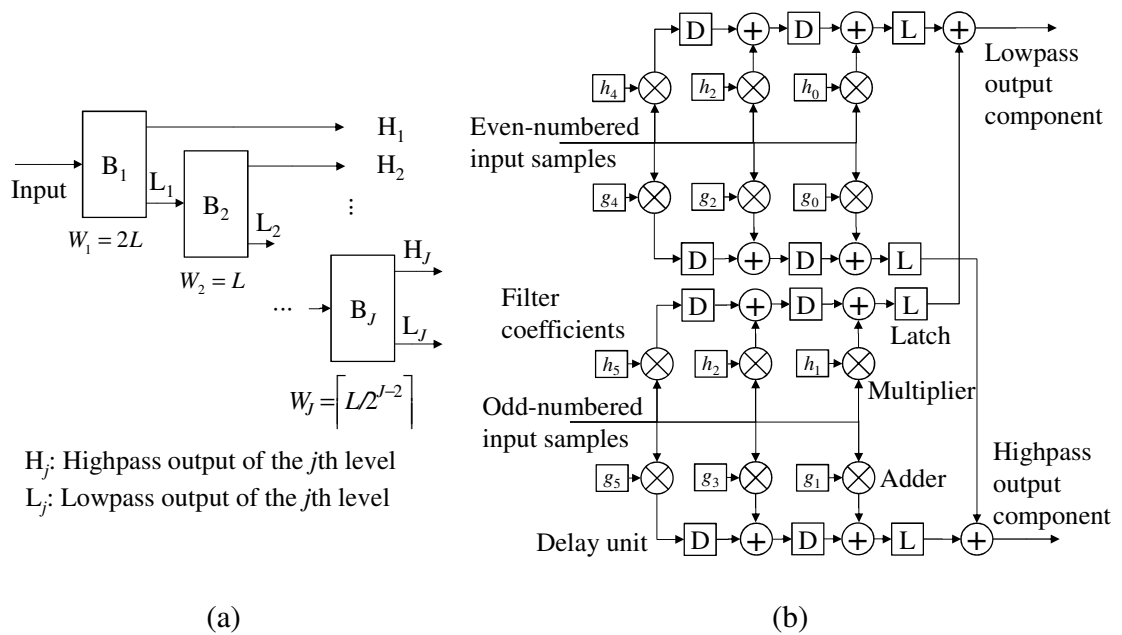 Input
B₁
L₁
W₁ = 2L
B₂
L₂
W₂ = L
H₁
H₂
⋮
⋯
B_J
H_J
L_J
W_J = ⌈L/2^{J−2}⌉
H_j: Highpass output of the jth level
L_j: Lowpass output of the jth level
(a)
D + D + L +
h₄ h₂ h₀
Lowpass
output
component
Even-numbered
input samples
g₄ g₂ g₀
D + D + L
Filter
coefficients
D + D + L
Latch
h₅ h₂ h₁
Multiplier
Odd-numbered
input samples
g₅ g₃ g₁
Adder
Highpass
output
component
Delay unit
D + D + L +
(b)